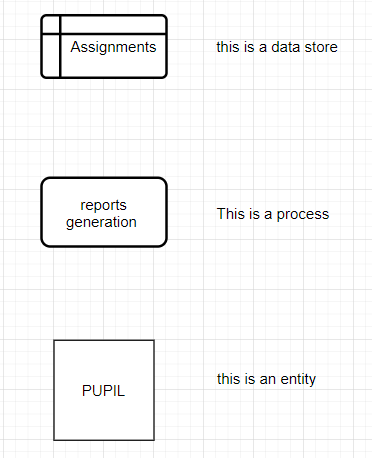 Assignments
this is a data store
reports
generation
This is a process
PUPIL
this is an entity